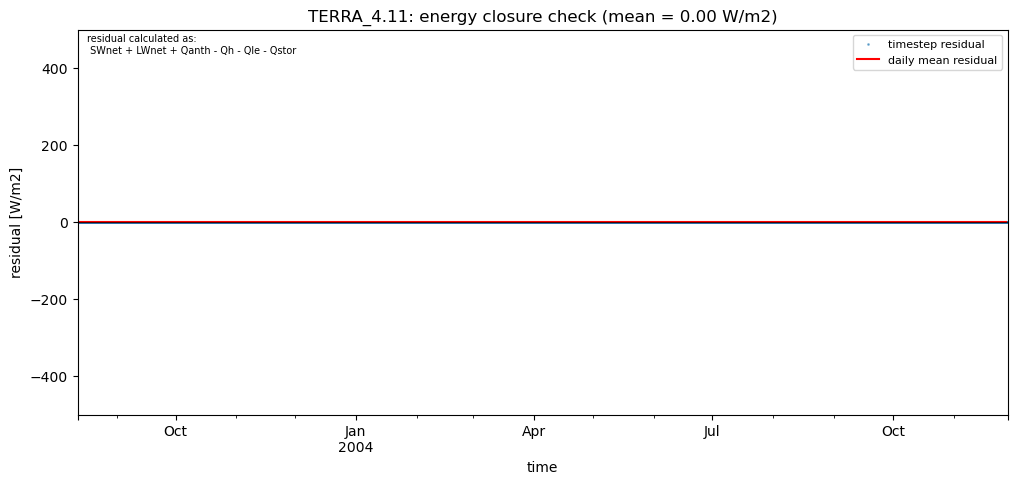 TERRA_4.11: energy closure check (mean = 0.00 W/m2)
residual calculated as:
SWnet + LWnet + Qanth - Qh - Qle - Qstor
timestep residual
daily mean residual
residual [W/m2]
400
200
0
−200
−400
Oct
Jan
2004
Apr
Jul
Oct
time